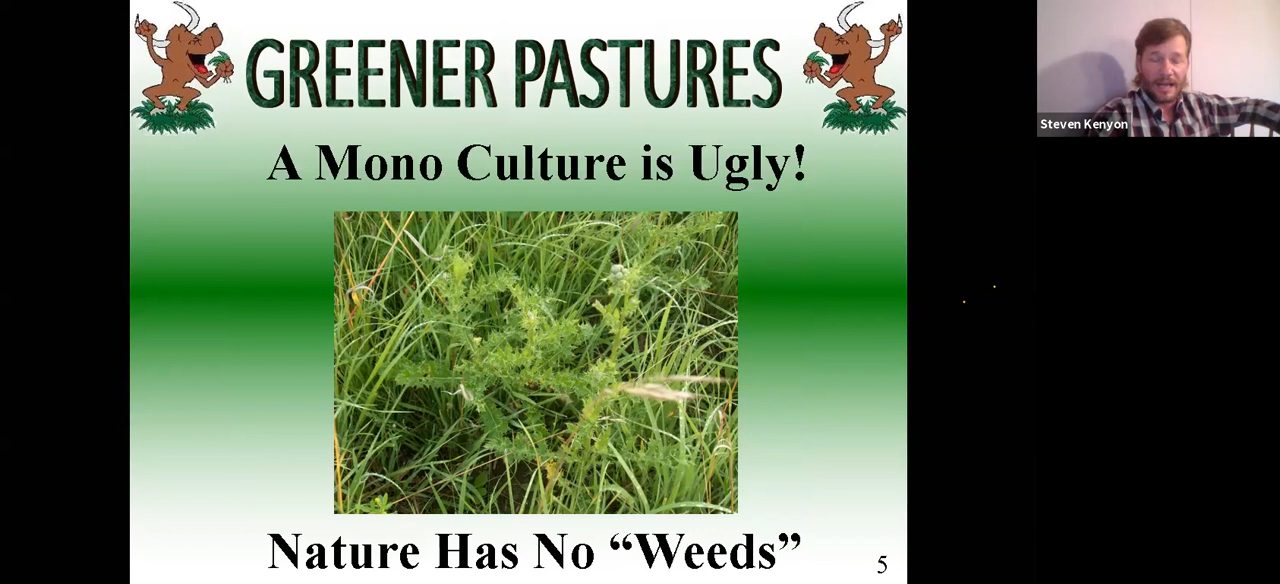 GREENER PASTURES
A Mono Culture is Ugly!
Nature Has No “Weeds”
5
Steven Kenyon